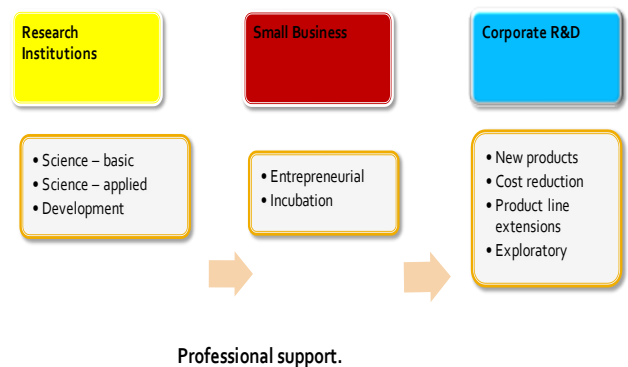 Research
Institutions
Small Business
Corporate R&D
• Science – basic
• Science – applied
• Development
• Entrepreneurial
• Incubation
• New products
• Cost reduction
• Product line
extensions
• Exploratory
Professional support.